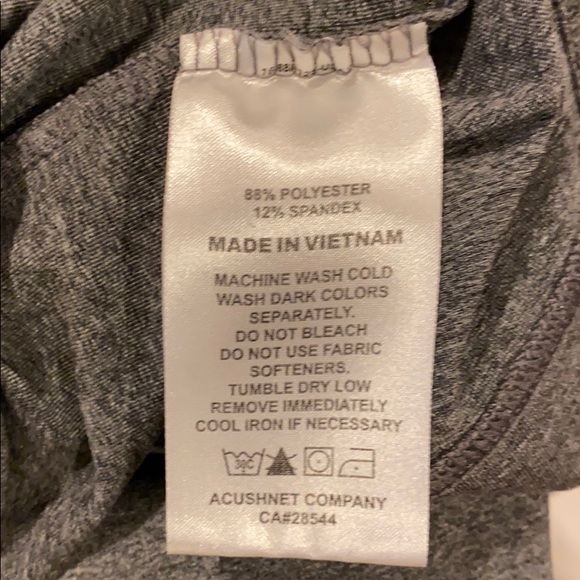 88% POLYESTER
12% SPANDEX
MADE IN VIETNAM
MACHINE WASH COLD
WASH DARK COLORS
SEPARATELY.
DO NOT BLEACH
DO NOT USE FABRIC
SOFTENERS.
TUMBLE DRY LOW
REMOVE IMMEDIATELY
COOL IRON IF NECESSARY
30C
ACUSHNET COMPANY
CA#28544